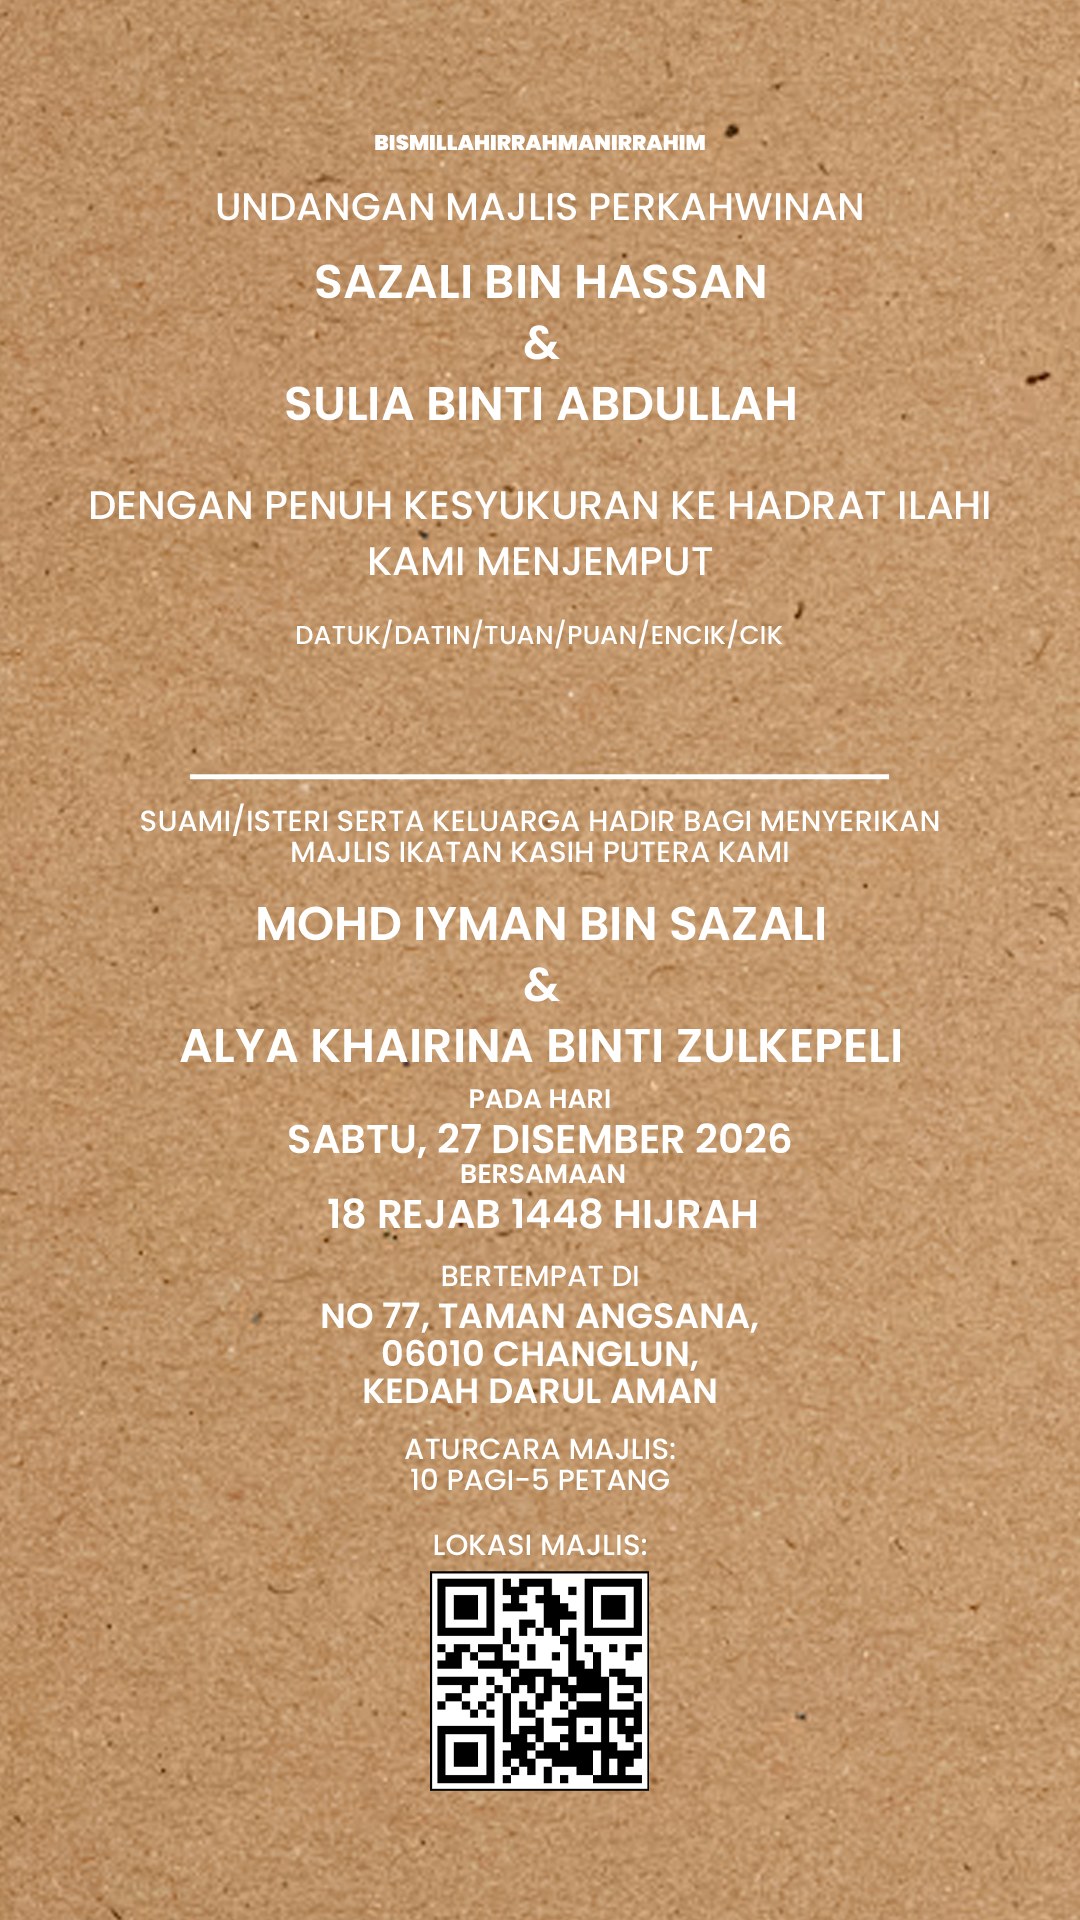 BISMILLAHIRRAHMANIRRAHIM
UNDANGAN MAJLIS PERKAHWINAN
SAZALI BIN HASSAN
&
SULIA BINTI ABDULLAH
DENGAN PENUH KESYUKURAN KE HADRAT ILAHI
KAMI MENJEMPUT
DATUK/DATIN/TUAN/PUAN/ENCIK/CIK
SUAMI/ISTERI SERTA KELUARGA HADIR BAGI MENYERIKAN
MAJLIS IKATAN KASIH PUTERA KAMI
MOHD IYMAN BIN SAZALI
&
ALYA KHAIRINA BINTI ZULKEPELI
PADA HARI
SABTU, 27 DISEMBER 2026
BERSAMAAN
18 REJAB 1448 HIJRAH
BERTEMPAT DI
NO 77, TAMAN ANGSANA,
06010 CHANGLUN,
KEDAH DARUL AMAN
ATURCARA MAJLIS:
10 PAGI-5 PETANG
LOKASI MAJLIS: